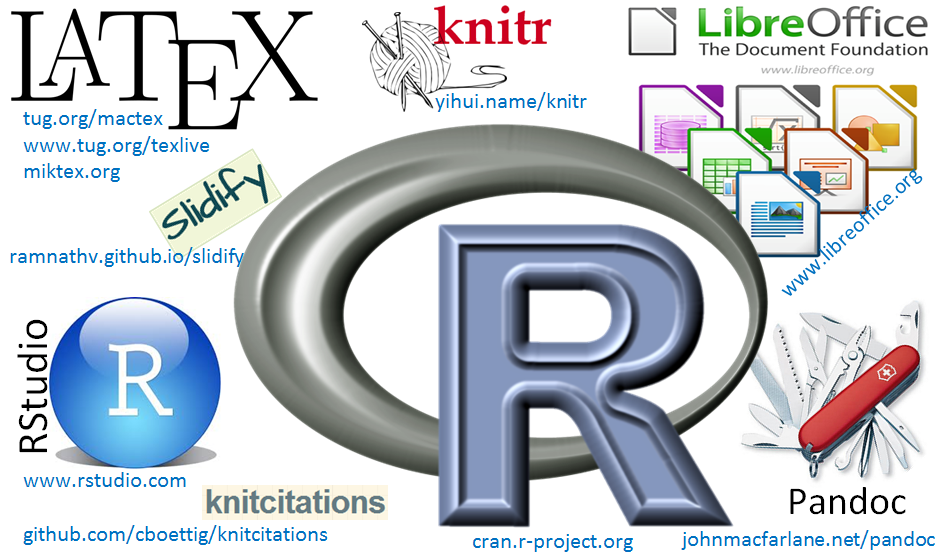 LATEX
tug.org/mactex
www.tug.org/texlive
miktex.org
knitr
yihui.name/knitr
LibreOffice
The Document Foundation
www.libreoffice.org
www.libreoffice.org
slidify
ramnathv.github.io/slidify
RStudio
R
www.rstudio.com
R
knitcitations
github.com/cboettig/knitcitations
cran.r-project.org
Pandoc
johnmacfarlane.net/pandoc